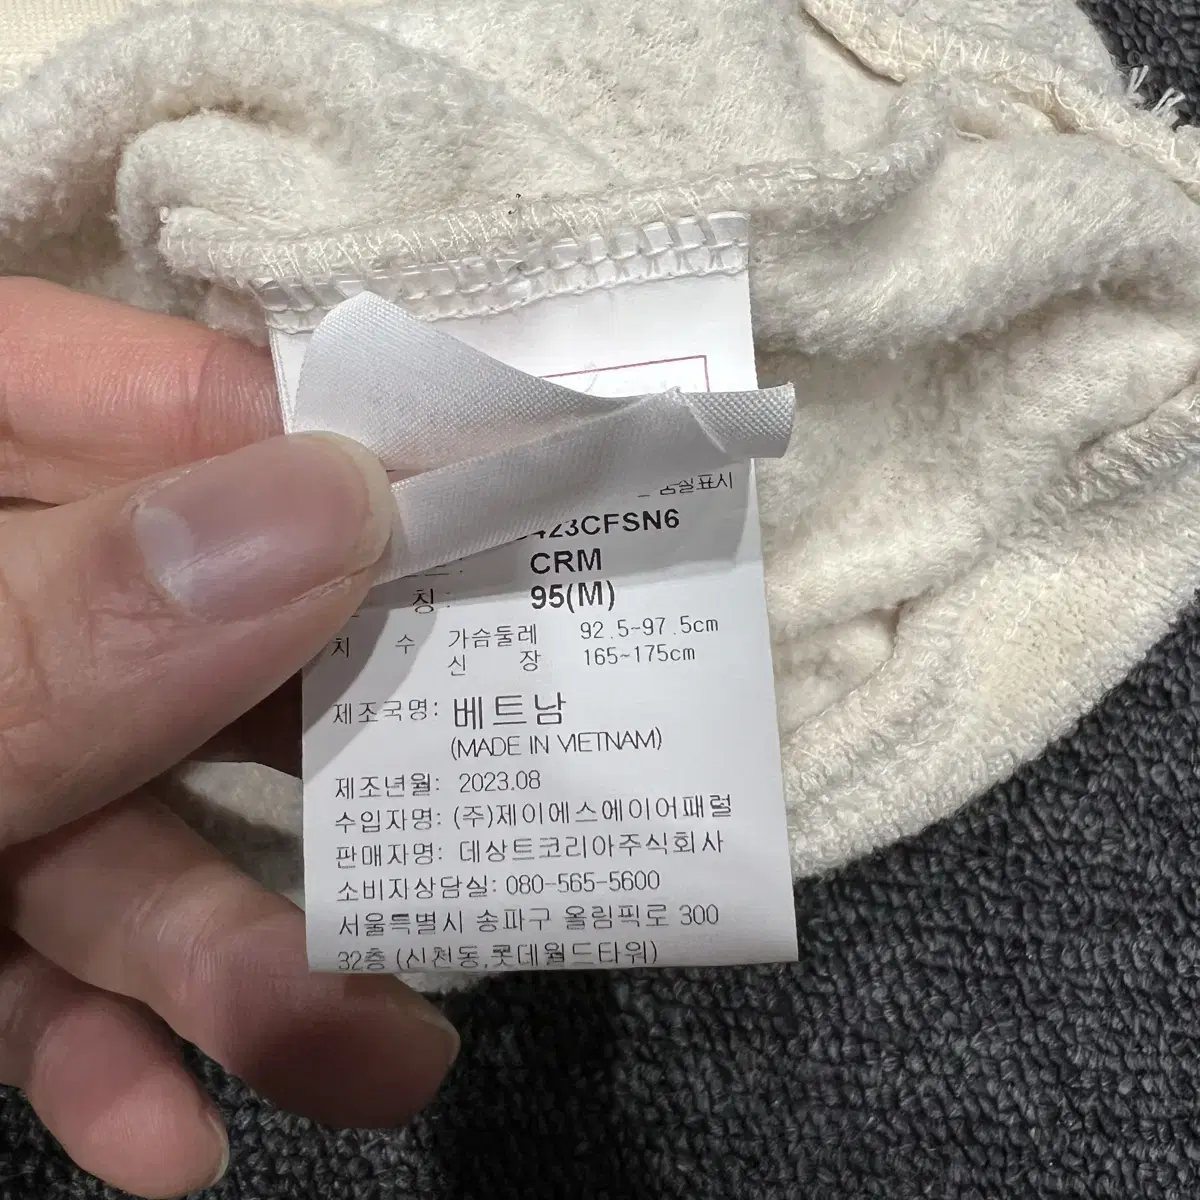 품질표시
423CFSN6
CRM
칭: 95(M)
치 수 가슴둘레 92.5~97.5cm
신 장 165~175cm
제조국명: 베트남
(MADE IN VIETNAM)
제조년월: 2023.08
수입자명: (주)제이에스에이어패럴
판매자명: 데상트코리아주식회사
소비자상담실: 080-565-5600
서울특별시 송파구 올림픽로 300
32층 (신천동,롯데월드타워)